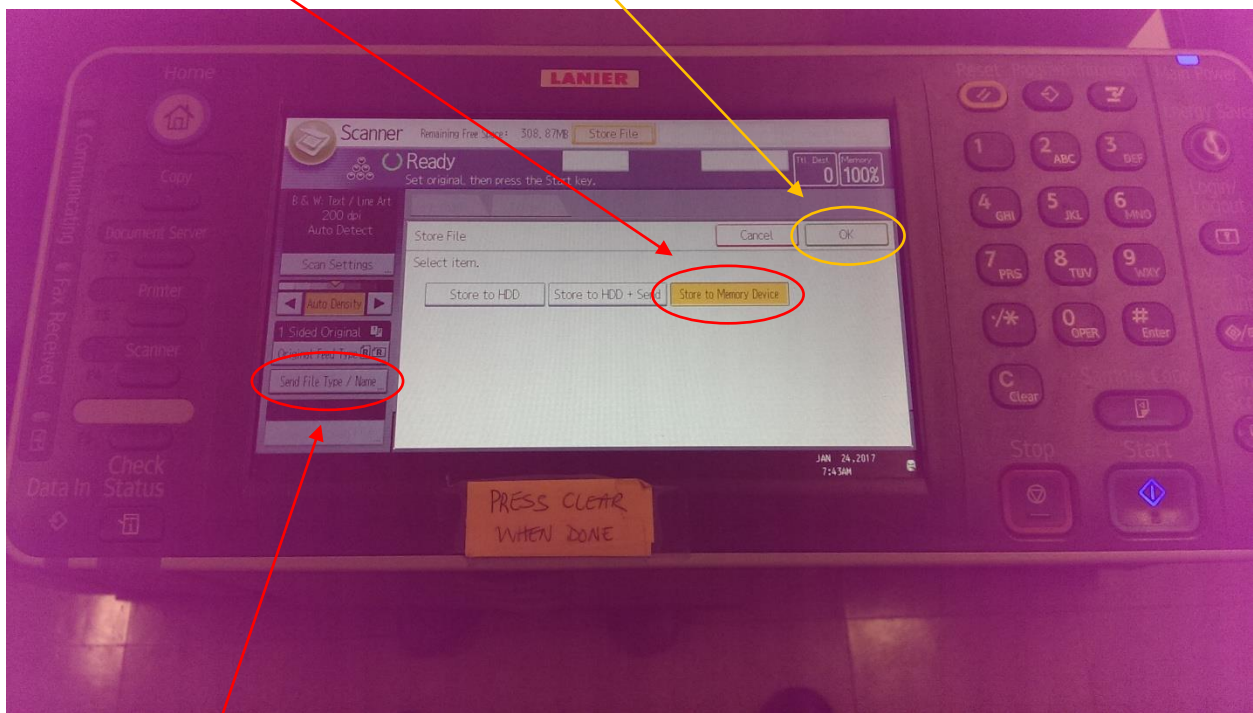 LANIER
Home
Copy
Document Server
Printer
Scanner
Communicating
Fax Received
Data In
Check
Status
Scanner
Remaining Free Space: 308.87MB
Store File
Ready
Set original, then press the Start key.
Ttl. Dest.
0
Memory
100%
B & W: Text / Line Art
200 dpi
Auto Detect
Scan Settings
Auto Density
1 Sided Original
Original Feed Type
Send File Type / Name
Store File
Cancel
OK
Select item.
Store to HDD
Store to HDD + Send
Store to Memory Device
JAN 24.2017
7:43AM
PRESS CLEAR
WHEN DONE
Reset
Main Power
1
2 ABC
3 DEF
4 GHI
5 JKL
6 MNO
7 PRS
8 TUV
9 WXY
·/*
0 OPER
# Enter
C Clear
Stop
Start